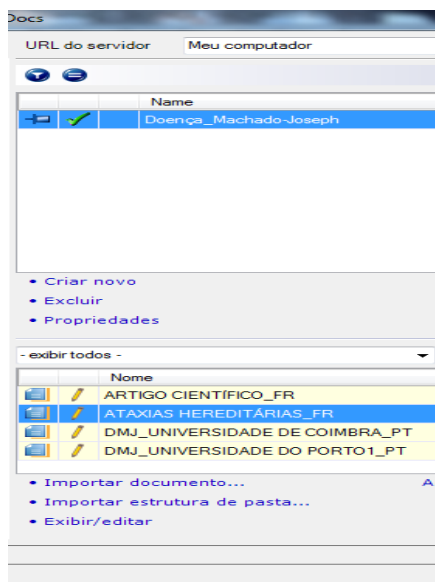 Docs
URL do servidor Meu computador
Name
Doença_Machado-Joseph
• Criar novo
• Excluir
• Propriedades
- exibir todos -
Nome
ARTIGO CIENTÍFICO_FR
ATAXIAS HEREDITÁRIAS_FR
DMJ_UNIVERSIDADE DE COIMBRA_PT
DMJ_UNIVERSIDADE DO PORTO1_PT
• Importar documento... A
• Importar estrutura de pasta...
• Exibir/editar